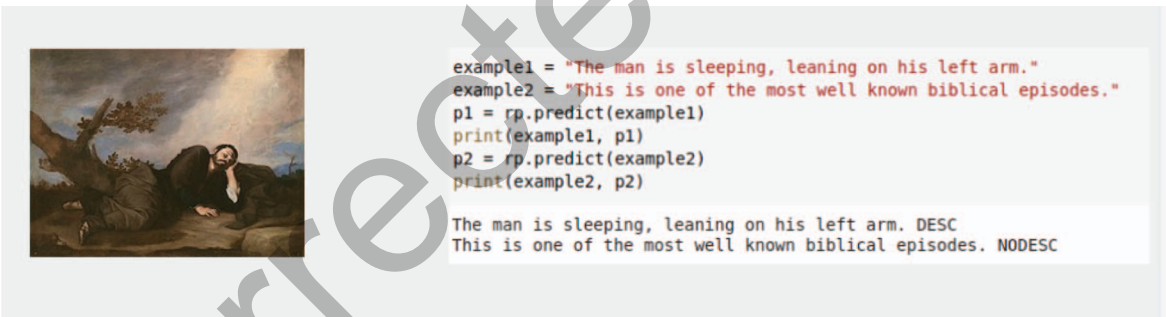 example1 = "The man is sleeping, leaning on his left arm."
example2 = "This is one of the most well known biblical episodes."
p1 = rp.predict(example1)
print(example1, p1)
p2 = rp.predict(example2)
print(example2, p2)
The man is sleeping, leaning on his left arm. DESC
This is one of the most well known biblical episodes. NODESC
rrecte